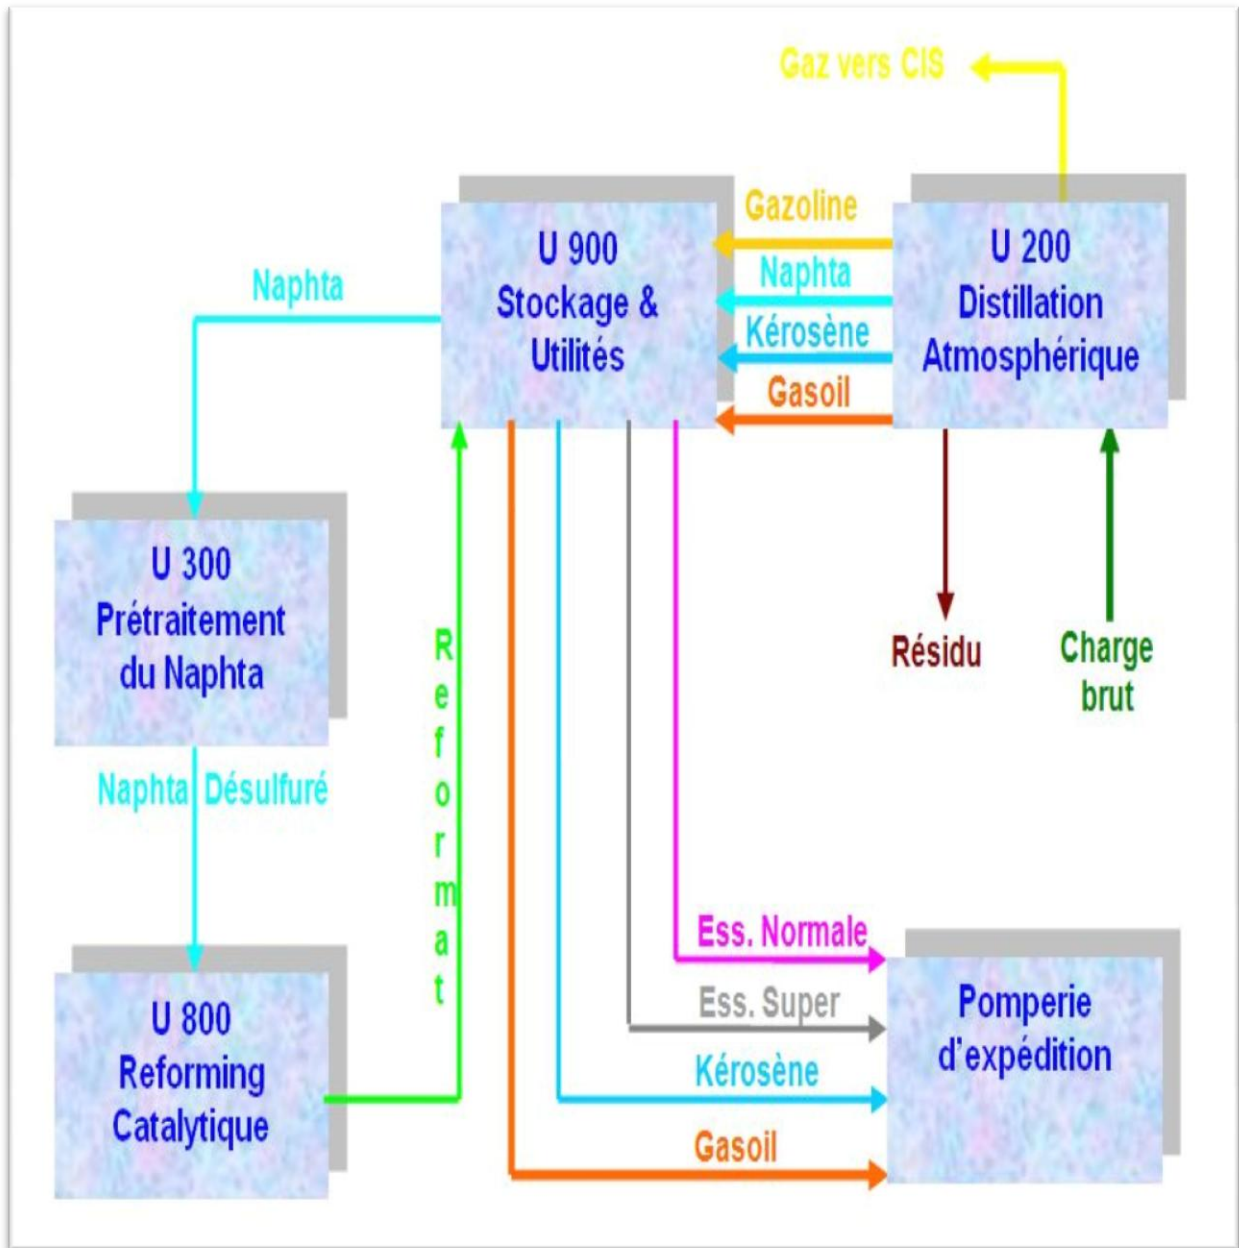 Gaz vers CIS
U 900
Stockage &
Utilités
Gazoline
Naphta
Kérosène
Gasoil
U 200
Distillation
Atmosphérique
Naphta
U 300
Prétraitement
du Naphta
Résidu
Charge
brut
Naphta Désulfuré
Reformat
U 800
Reforming
Catalytique
Ess. Normale
Ess. Super
Kérosène
Gasoil
Pomperie
d'expédition